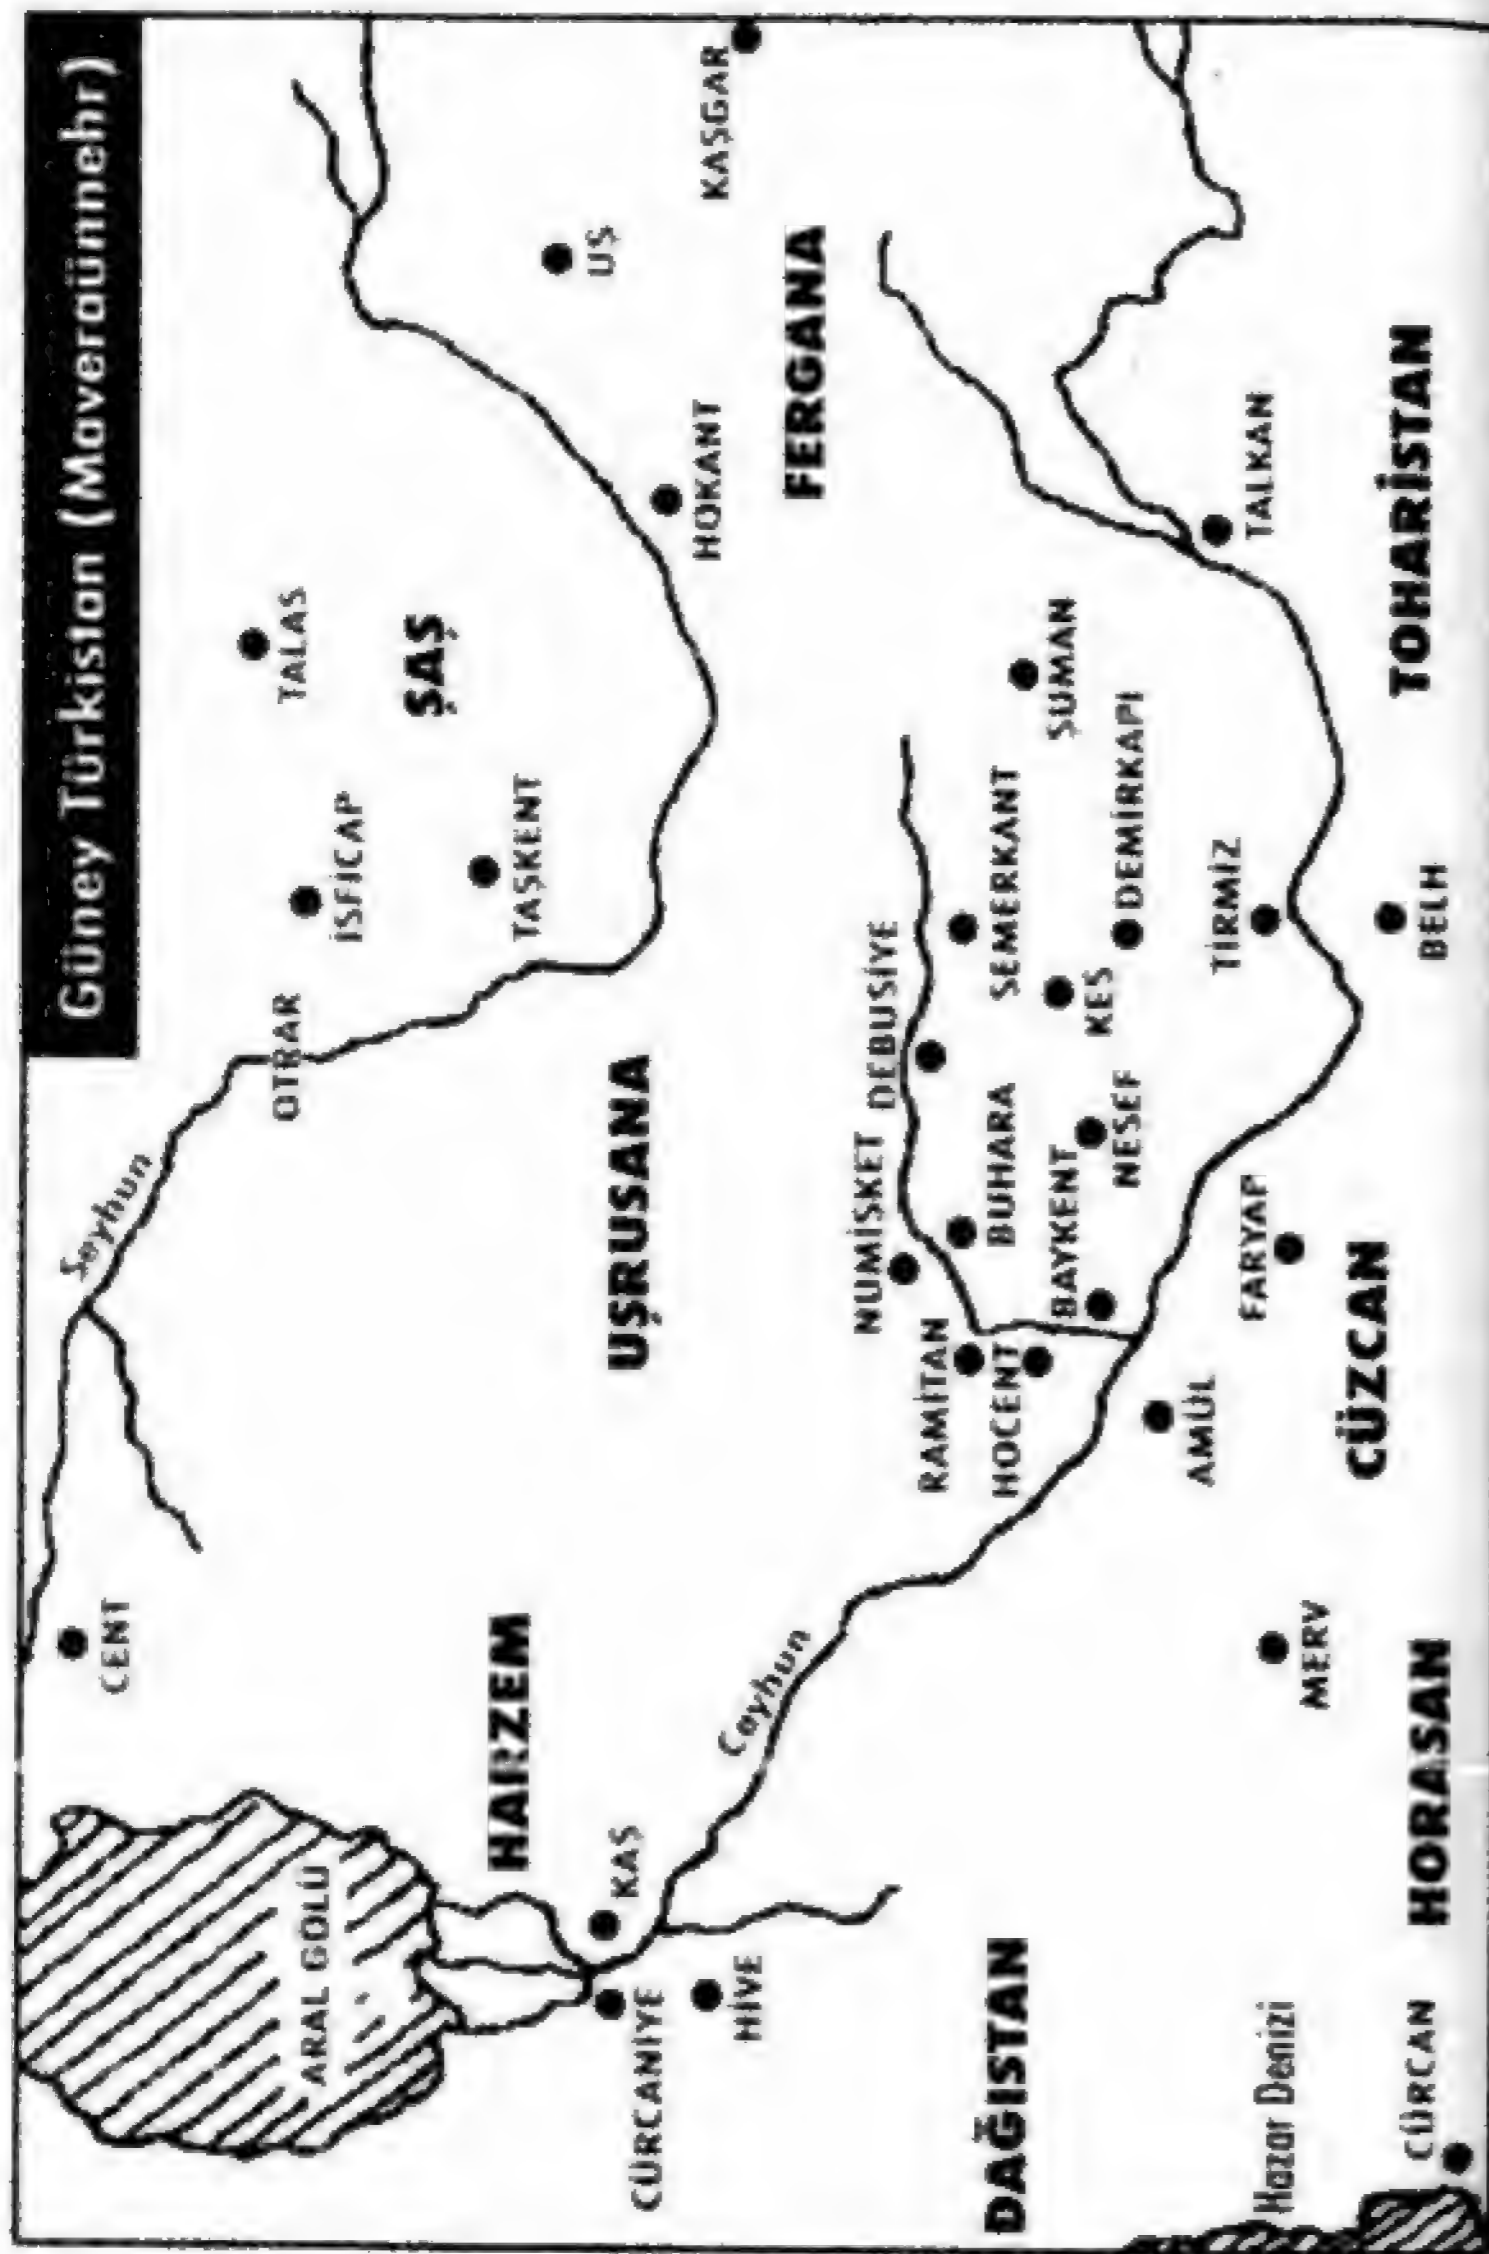 Güney Türkistan (Maveraünnehr)
Seyhun
CENT
OTRAR
İSFİCAP
TALAS
ŞAŞ
TAŞKENT
UŞ
KAŞGAR
HOKANT
FERGANA
ARAL GOLÜ
HARZEM
KAŞ
CÜRCANİYE
HİVE
Ceyhun
UŞRUSANA
NUMİSKET
DEBUSİYE
SEMERKANT
ŞUMAN
RAMİTAN
BUHARA
KEŞ
DEMİRKAPI
HOCENT
BAYKENT
NESEF
TİRMİZ
TALKAN
AMÜL
FARYAP
BELH
TOHARİSTAN
CÜZCAN
MERV
HORASAN
DAĞISTAN
Hazar Denizi
CÜRCAN